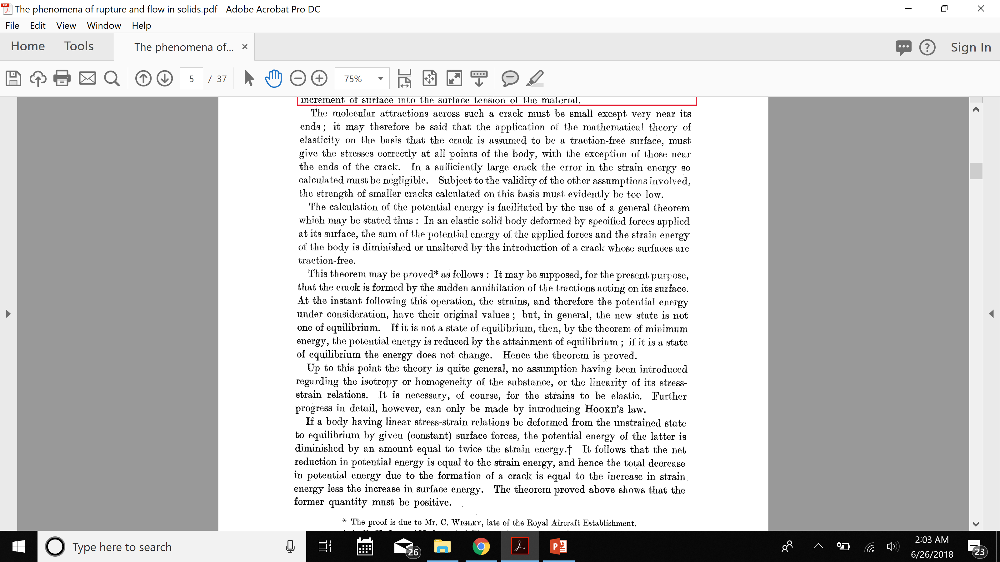 The phenomena of rupture and flow in solids.pdf - Adobe Acrobat Pro DC
File Edit View Window Help
Home Tools The phenomena of... × Sign In
5 / 37 75%
increment of surface into the surface tension of the material.
The molecular attractions across such a crack must be small except very near its
ends ; it may therefore be said that the application of the mathematical theory of
elasticity on the basis that the crack is assumed to be a traction-free surface, must
give the stresses correctly at all points of the body, with the exception of those near
the ends of the crack. In a sufficiently large crack the error in the strain energy so
calculated must be negligible. Subject to the validity of the other assumptions involved,
the strength of smaller cracks calculated on this basis must evidently be too low.
The calculation of the potential energy is facilitated by the use of a general theorem
which may be stated thus : In an elastic solid body deformed by specified forces applied
at its surface, the sum of the potential energy of the applied forces and the strain energy
of the body is diminished or unaltered by the introduction of a crack whose surfaces are
traction-free.
This theorem may be proved* as follows : It may be supposed, for the present purpose,
that the crack is formed by the sudden annihilation of the tractions acting on its surface.
At the instant following this operation, the strains, and therefore the potential energy
under consideration, have their original values ; but, in general, the new state is not
one of equilibrium. If it is not a state of equilibrium, then, by the theorem of minimum
energy, the potential energy is reduced by the attainment of equilibrium ; if it is a state
of equilibrium the energy does not change. Hence the theorem is proved.
Up to this point the theory is quite general, no assumption having been introduced
regarding the isotropy or homogeneity of the substance, or the linearity of its stress-
strain relations. It is necessary, of course, for the strains to be elastic. Further
progress in detail, however, can only be made by introducing HOOKE'S law.
If a body having linear stress-strain relations be deformed from the unstrained state
to equilibrium by given (constant) surface forces, the potential energy of the latter is
diminished by an amount equal to twice the strain energy.† It follows that the net
reduction in potential energy is equal to the strain energy, and hence the total decrease
in potential energy due to the formation of a crack is equal to the increase in strain
energy less the increase in surface energy. The theorem proved above shows that the
former quantity must be positive.
* The proof is due to Mr. C. WIGLEY, late of the Royal Aircraft Establishment.
Type here to search 26 2:03 AM
6/26/2018 23